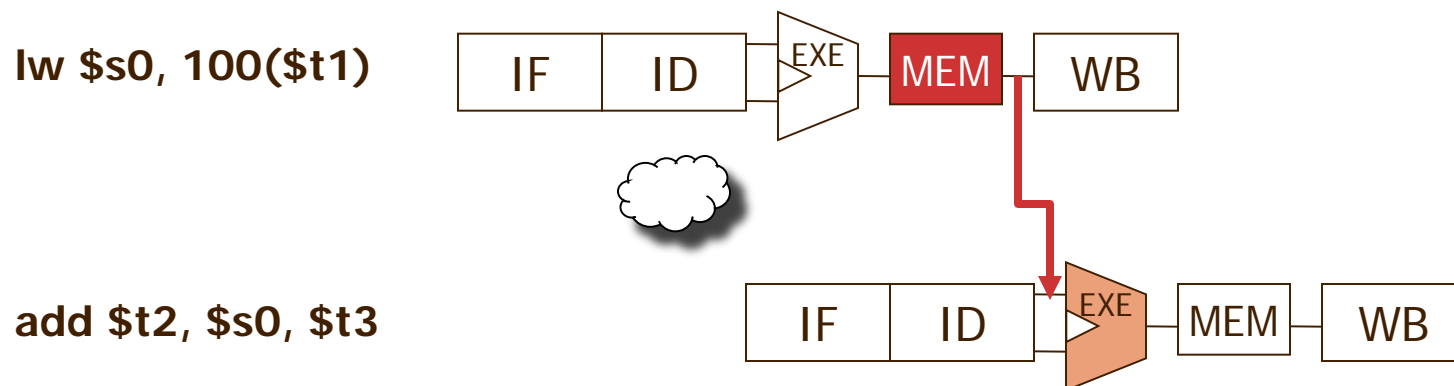 lw $s0, 100($t1) IF ID EXE MEM WB
add $t2, $s0, $t3 IF ID EXE MEM WB